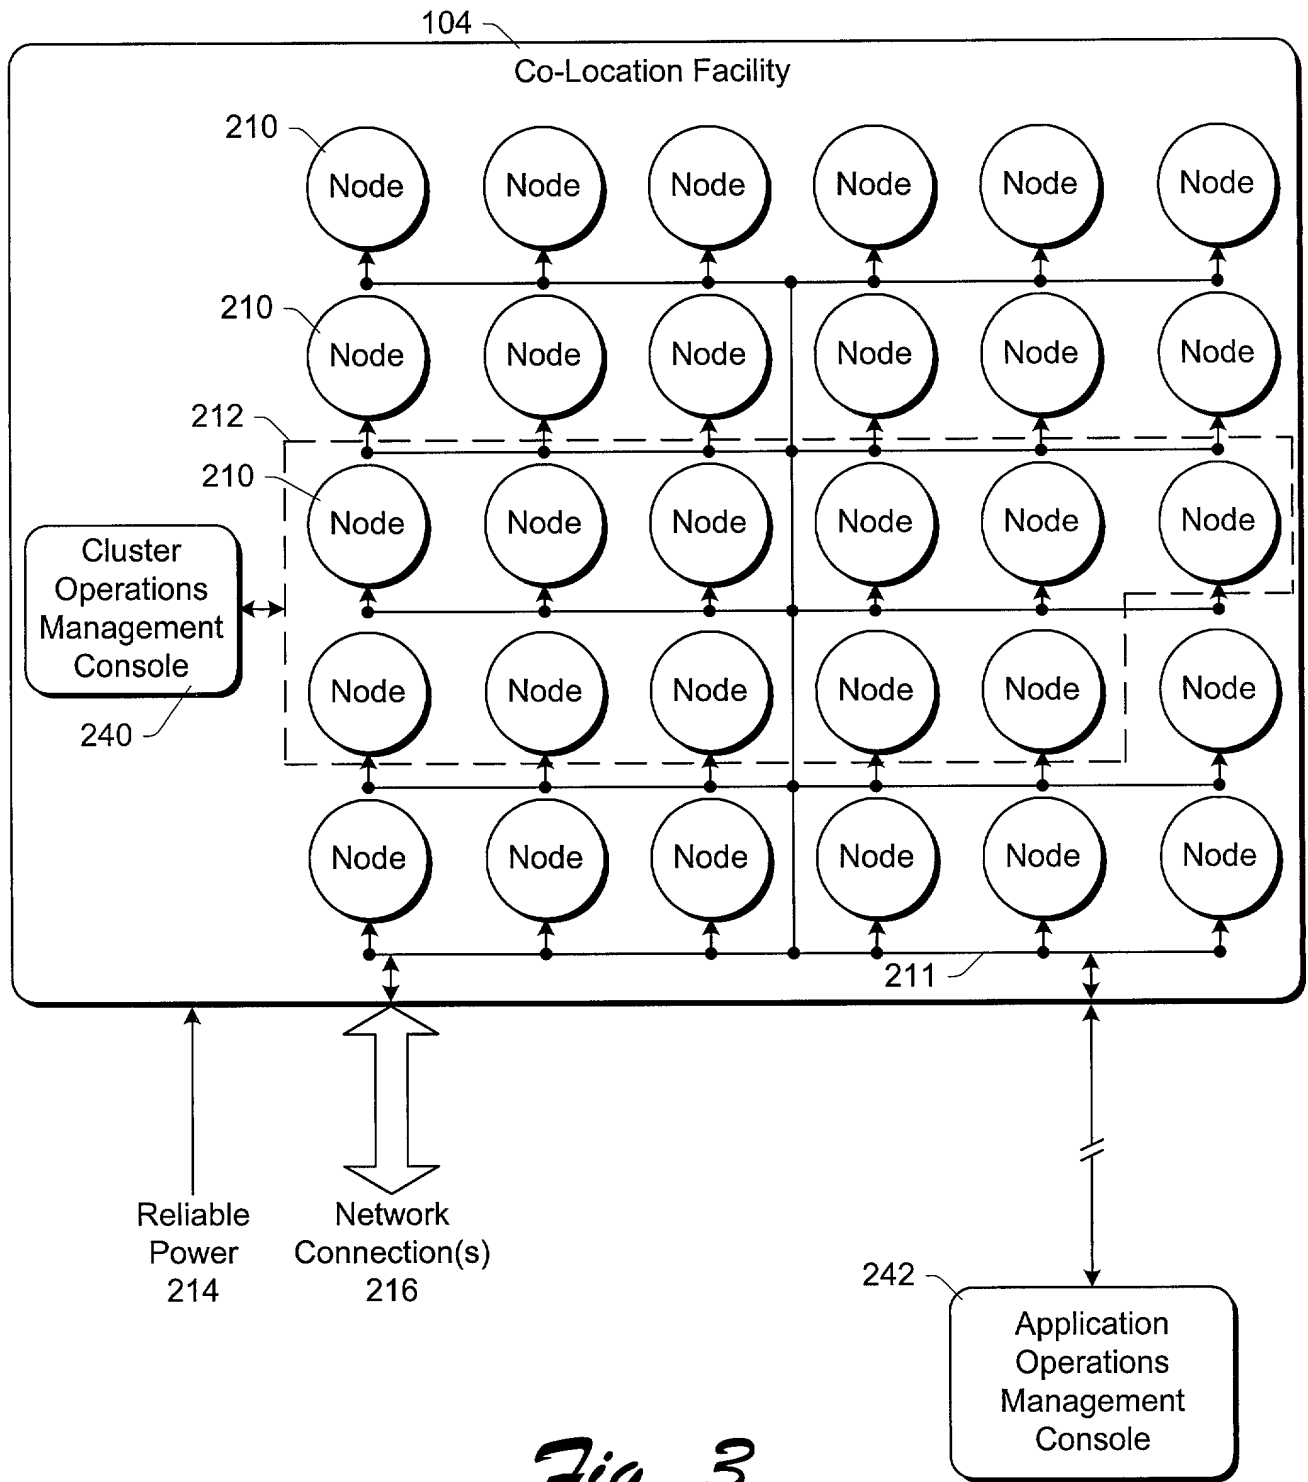 104
Co-Location Facility
210
Node Node Node Node Node Node
210
Node Node Node Node Node Node
212
210
Node Node Node Node Node Node
Cluster
Operations
Management
Console
240
Node Node Node Node Node Node
Node Node Node Node Node Node
211
Reliable
Power
214
Network
Connection(s)
216
242
Application
Operations
Management
Console
Fig. 3